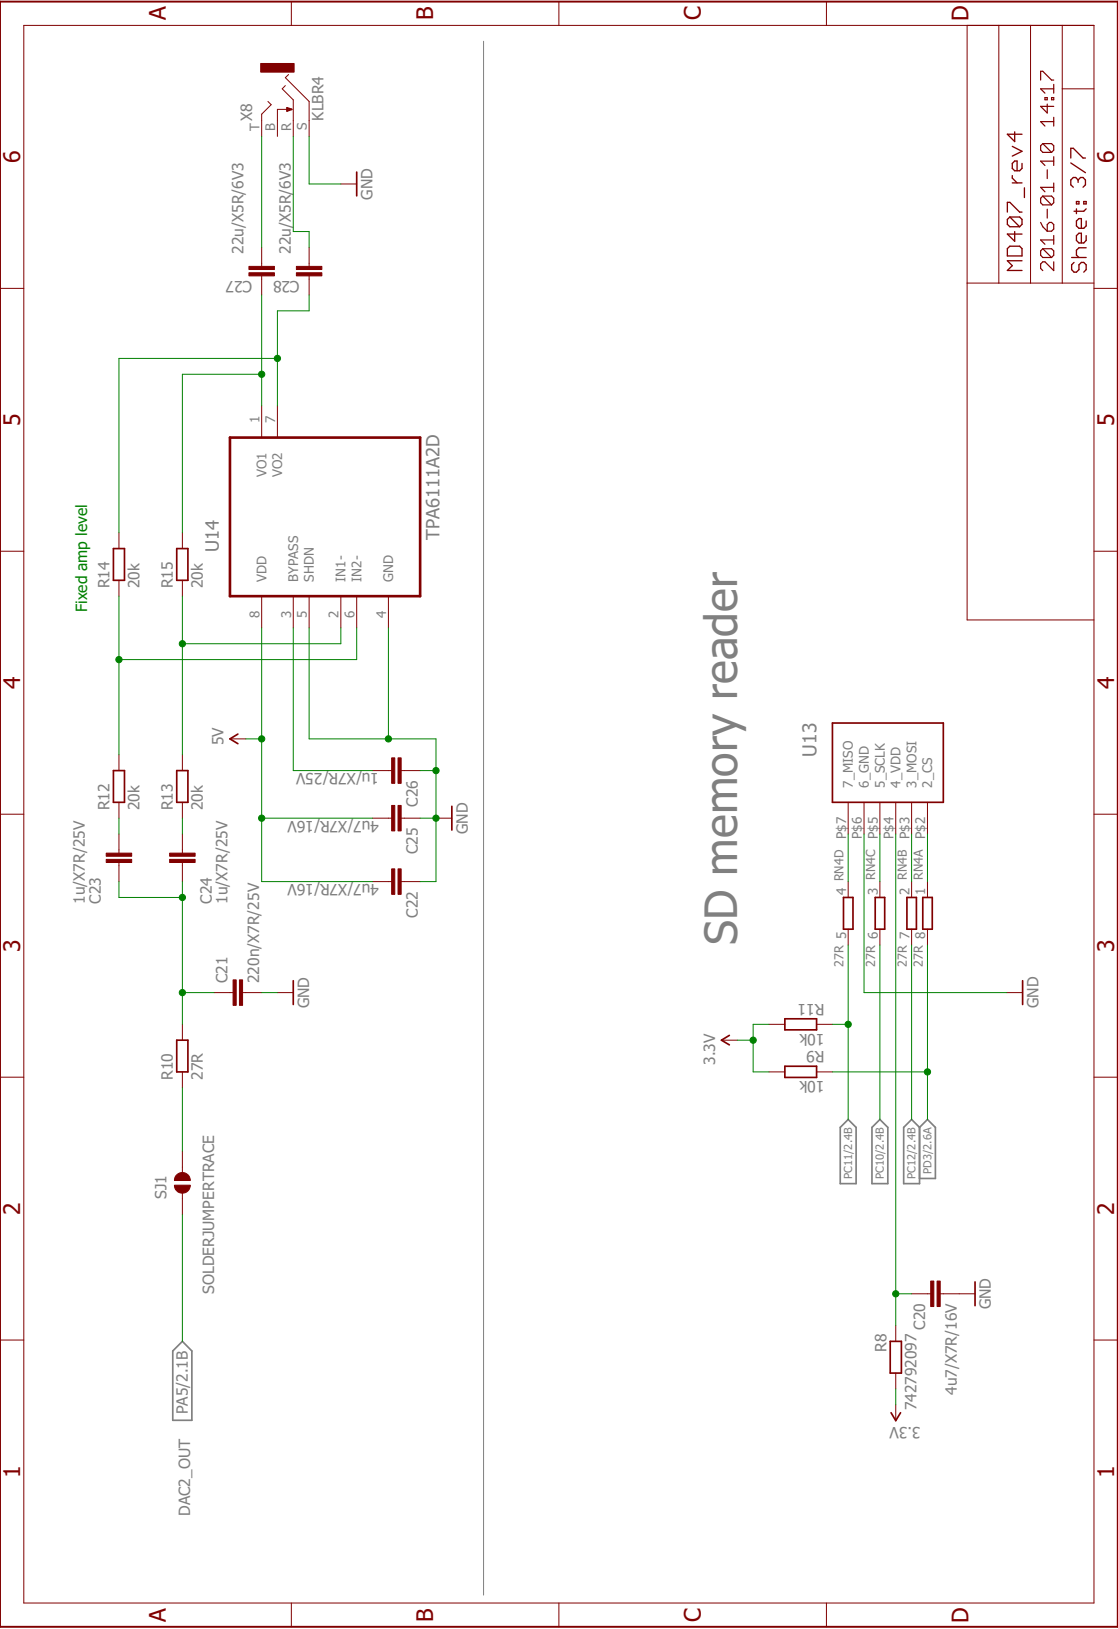 1 2 3 4 5 6
A
B
C
D
A
B
C
D
1 2 3 4 5 6
Fixed amp level
DAC2_OUT
PA5/2.1B
SJ1
SOLDERJUMPERTRACE
R10
27R
C21
220n/X7R/25V
GND
1u/X7R/25V
C23
C24
1u/X7R/25V
R12
20k
R13
20k
R14
20k
R15
20k
5V
4u7/X7R/16V
C22
4u7/X7R/16V
C25
1u/X7R/25V
C26
GND
U14
8 VDD
3 BYPASS
5 SHDN
2 IN1-
6 IN2-
4 GND
VO1 1
VO2 7
TPA6111A2D
C27
22u/X5R/6V3
C28
22u/X5R/6V3
GND
X8
T
B
R
S
KLBR4
SD memory reader
3.3V
R8
742792097
C20
4u7/X7R/16V
GND
PC11/2.4B
PC10/2.4B
PC12/2.4B
PD3/2.6A
3.3V
R9
10k
R11
10k
GND
27R 5 4 RN4D P$7
P$6
27R 6 3 RN4C P$5
P$4
27R 7 2 RN4B P$3
27R 8 1 RN4A P$2
U13
7_MISO
6_GND
5_SCLK
4_VDD
3_MOSI
2_CS
MD407_rev4
2016-01-10 14:17
Sheet: 3/7